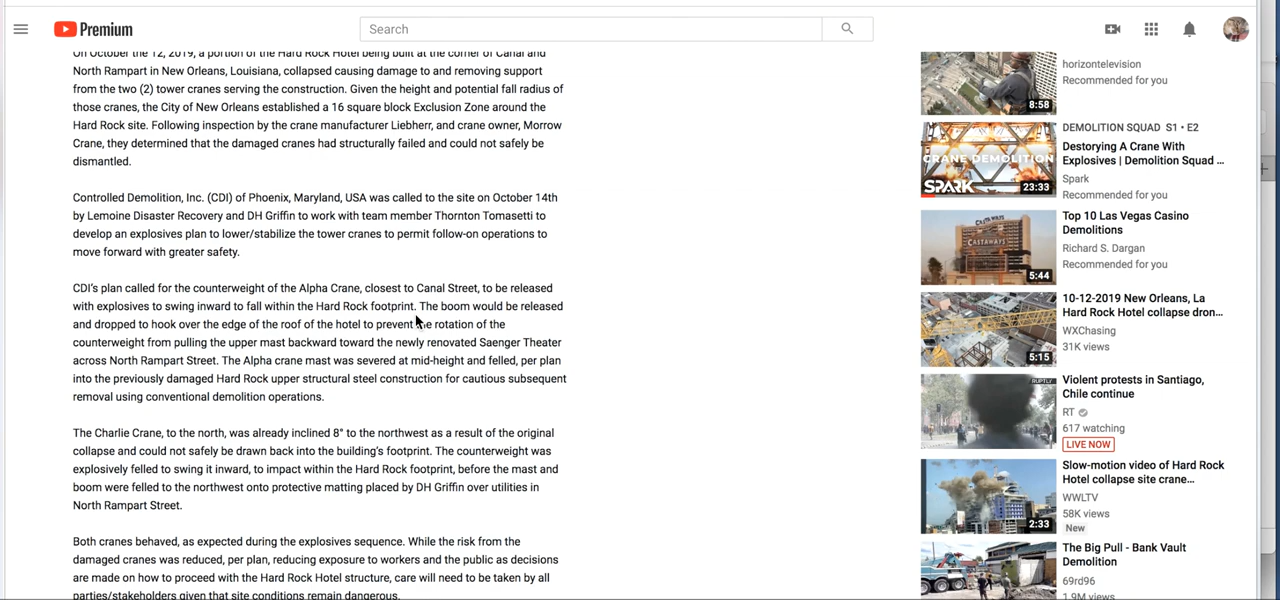 Premium
Search
On October the 12, 2019, a portion of the Hard Rock Hotel being built at the corner of Canal and
North Rampart in New Orleans, Louisiana, collapsed causing damage to and removing support
from the two (2) tower cranes serving the construction. Given the height and potential fall radius of
those cranes, the City of New Orleans established a 16 square block Exclusion Zone around the
Hard Rock site. Following inspection by the crane manufacturer Liebherr, and crane owner, Morrow
Crane, they determined that the damaged cranes had structurally failed and could not safely be
dismantled.
Controlled Demolition, Inc. (CDI) of Phoenix, Maryland, USA was called to the site on October 14th
by Lemoine Disaster Recovery and DH Griffin to work with team member Thornton Tomasetti to
develop an explosives plan to lower/stabilize the tower cranes to permit follow-on operations to
move forward with greater safety.
CDI's plan called for the counterweight of the Alpha Crane, closest to Canal Street, to be released
with explosives to swing inward to fall within the Hard Rock footprint. The boom would be released
and dropped to hook over the edge of the roof of the hotel to prevent the rotation of the
counterweight from pulling the upper mast backward toward the newly renovated Saenger Theater
across North Rampart Street. The Alpha crane mast was severed at mid-height and felled, per plan
into the previously damaged Hard Rock upper structural steel construction for cautious subsequent
removal using conventional demolition operations.
The Charlie Crane, to the north, was already inclined 8° to the northwest as a result of the original
collapse and could not safely be drawn back into the building's footprint. The counterweight was
explosively felled to swing it inward, to impact within the Hard Rock footprint, before the mast and
boom were felled to the northwest onto protective matting placed by DH Griffin over utilities in
North Rampart Street.
Both cranes behaved, as expected during the explosives sequence. While the risk from the
damaged cranes was reduced, per plan, reducing exposure to workers and the public as decisions
are made on how to proceed with the Hard Rock Hotel structure, care will need to be taken by all
parties/stakeholders given that site conditions remain dangerous.
horizontelevision
Recommended for you
8:58
DEMOLITION SQUAD S1 • E2
Destorying A Crane With
Explosives | Demolition Squad ...
Spark
Recommended for you
CRANE DEMOLITION
SPARK
23:33
Top 10 Las Vegas Casino
Demolitions
Richard S. Dargan
Recommended for you
CASTAWAYS
5:44
10-12-2019 New Orleans, La
Hard Rock Hotel collapse dron...
WXChasing
31K views
5:15
Violent protests in Santiago,
Chile continue
RT
617 watching
LIVE NOW
RUPTLY
Slow-motion video of Hard Rock
Hotel collapse site crane...
WWLTV
58K views
New
2:33
The Big Pull - Bank Vault
Demolition
69rd96
1.9M views